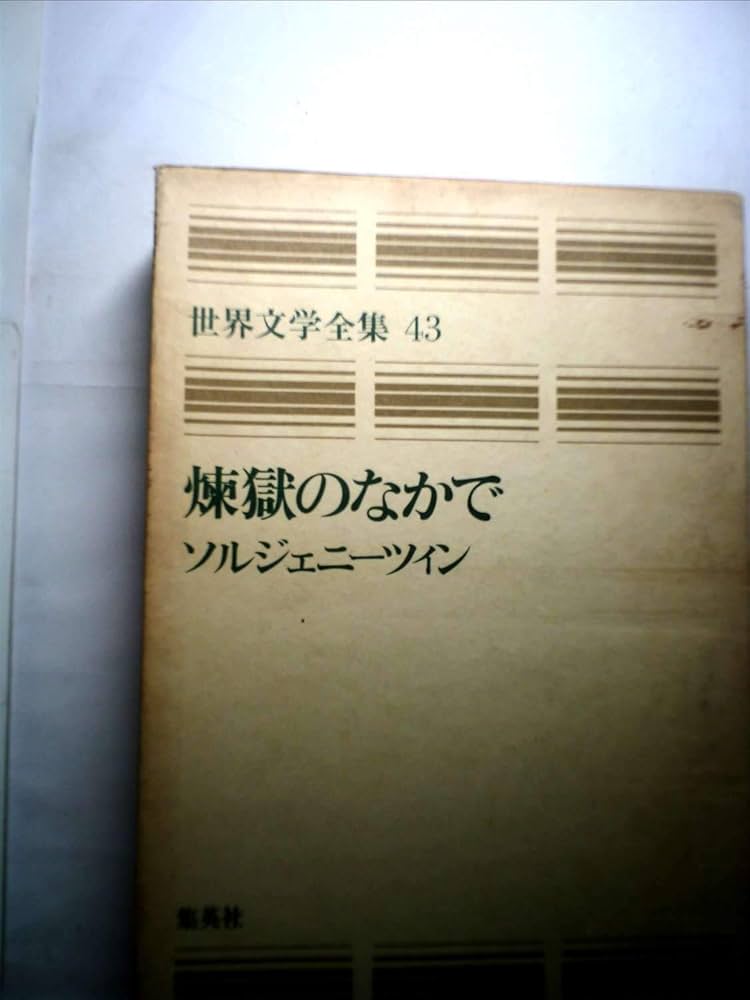 世界文学全集 43
煉獄のなかで
ソルジェニーツィン
集英社